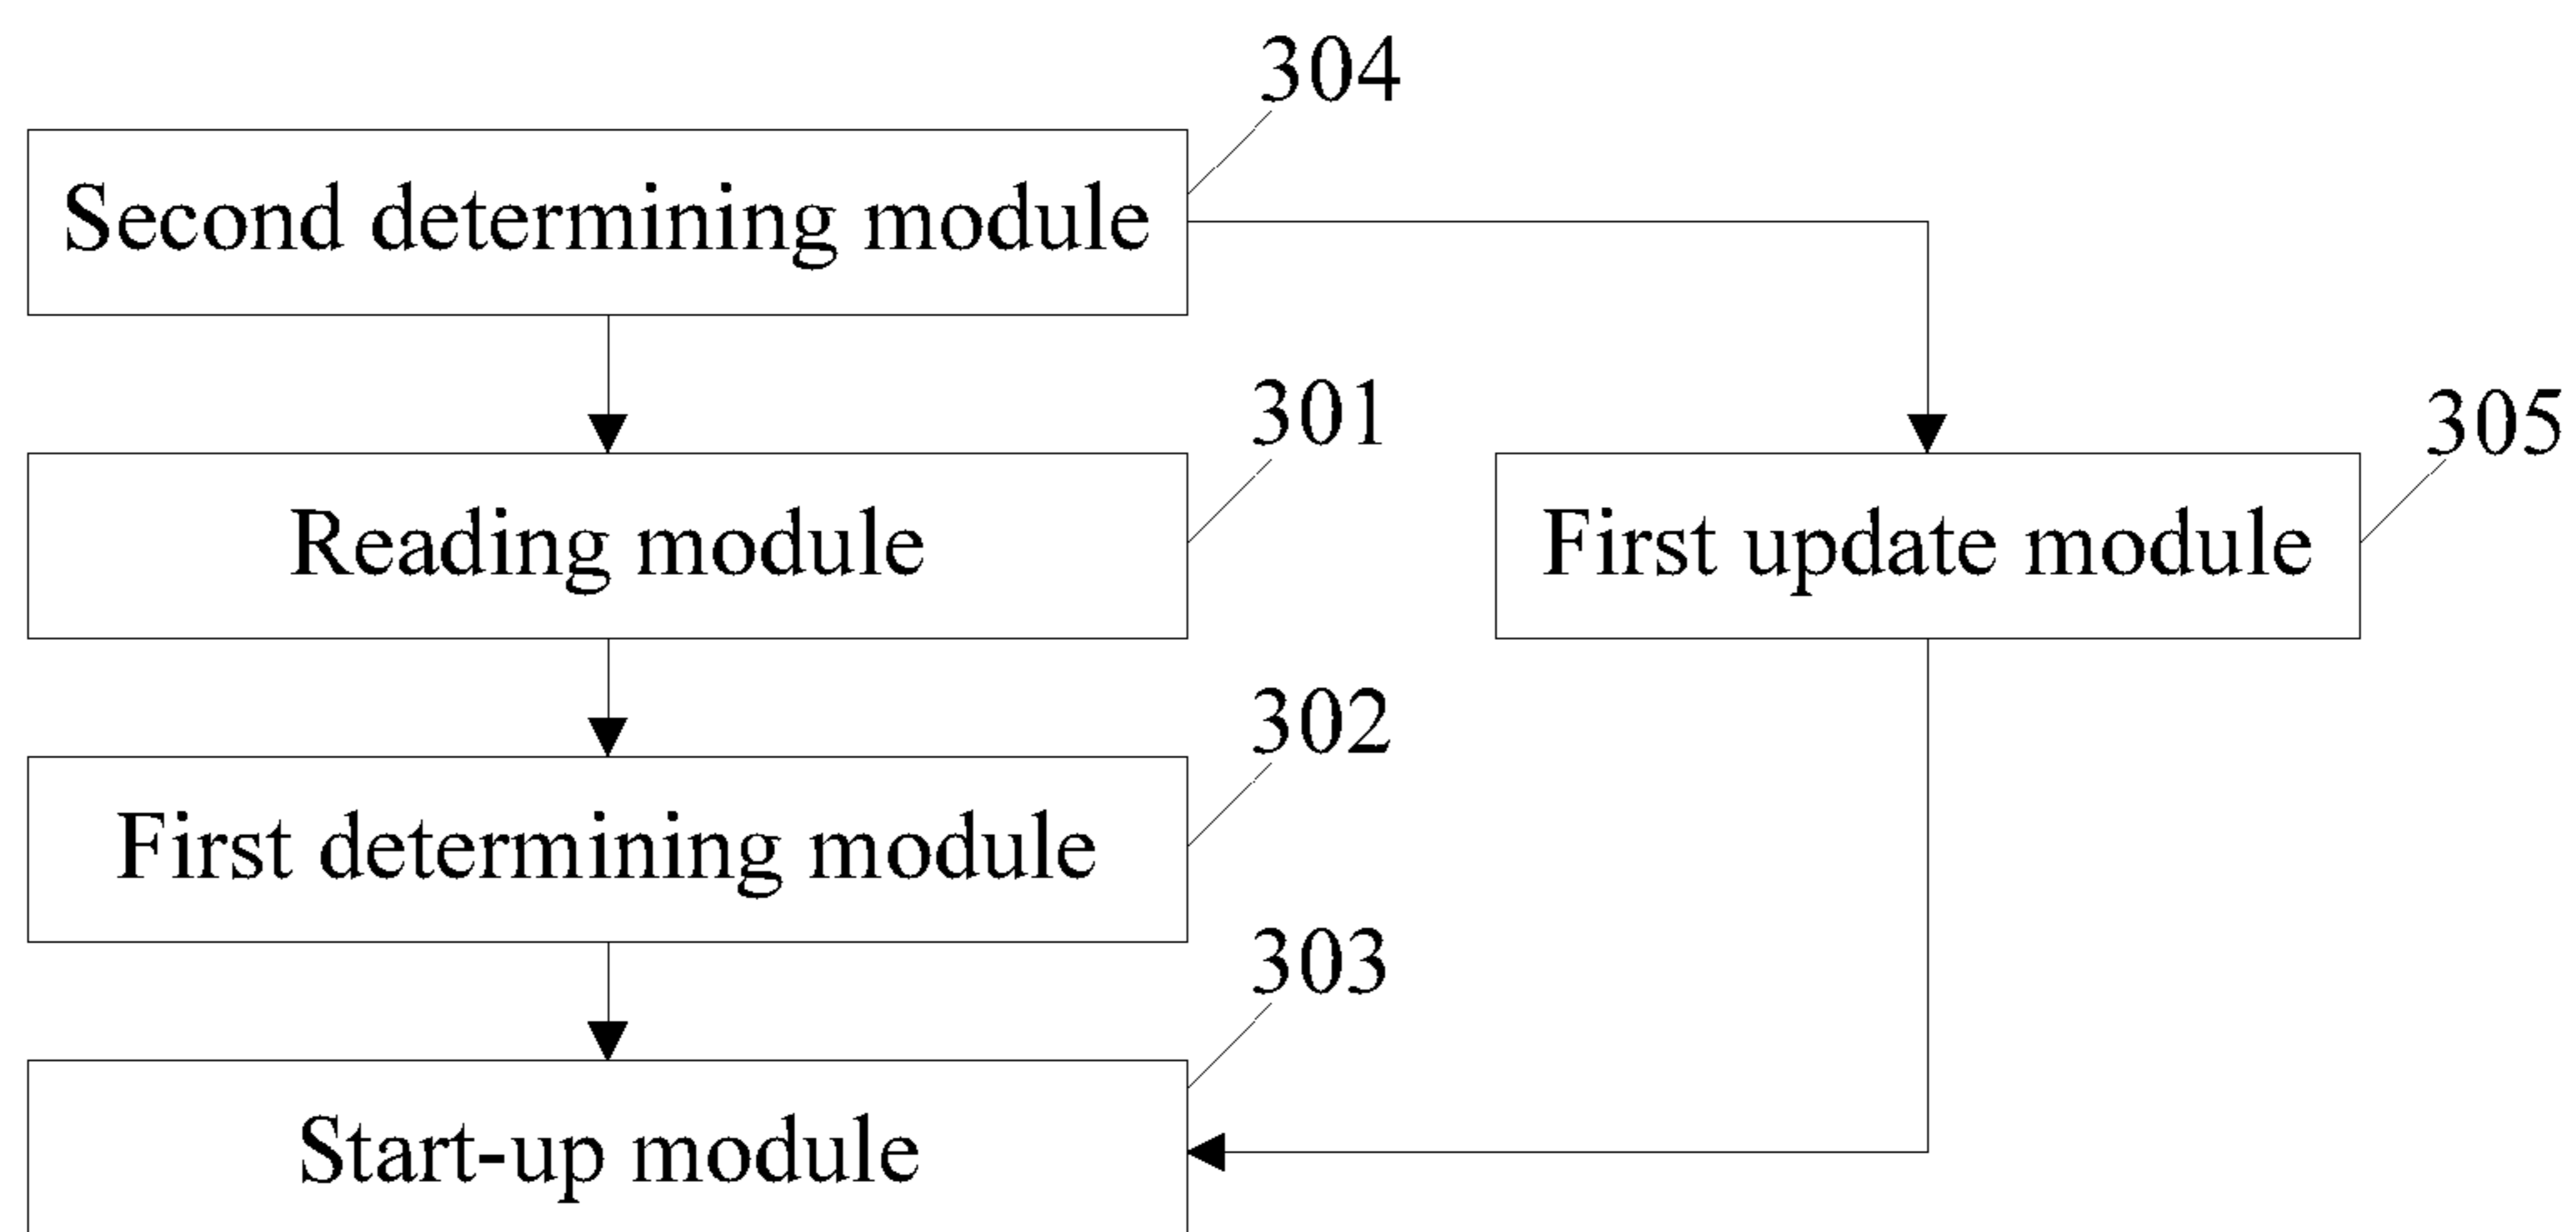 304
Second determining module
301
305
Reading module
First update module
302
First determining module
303
Start-up module